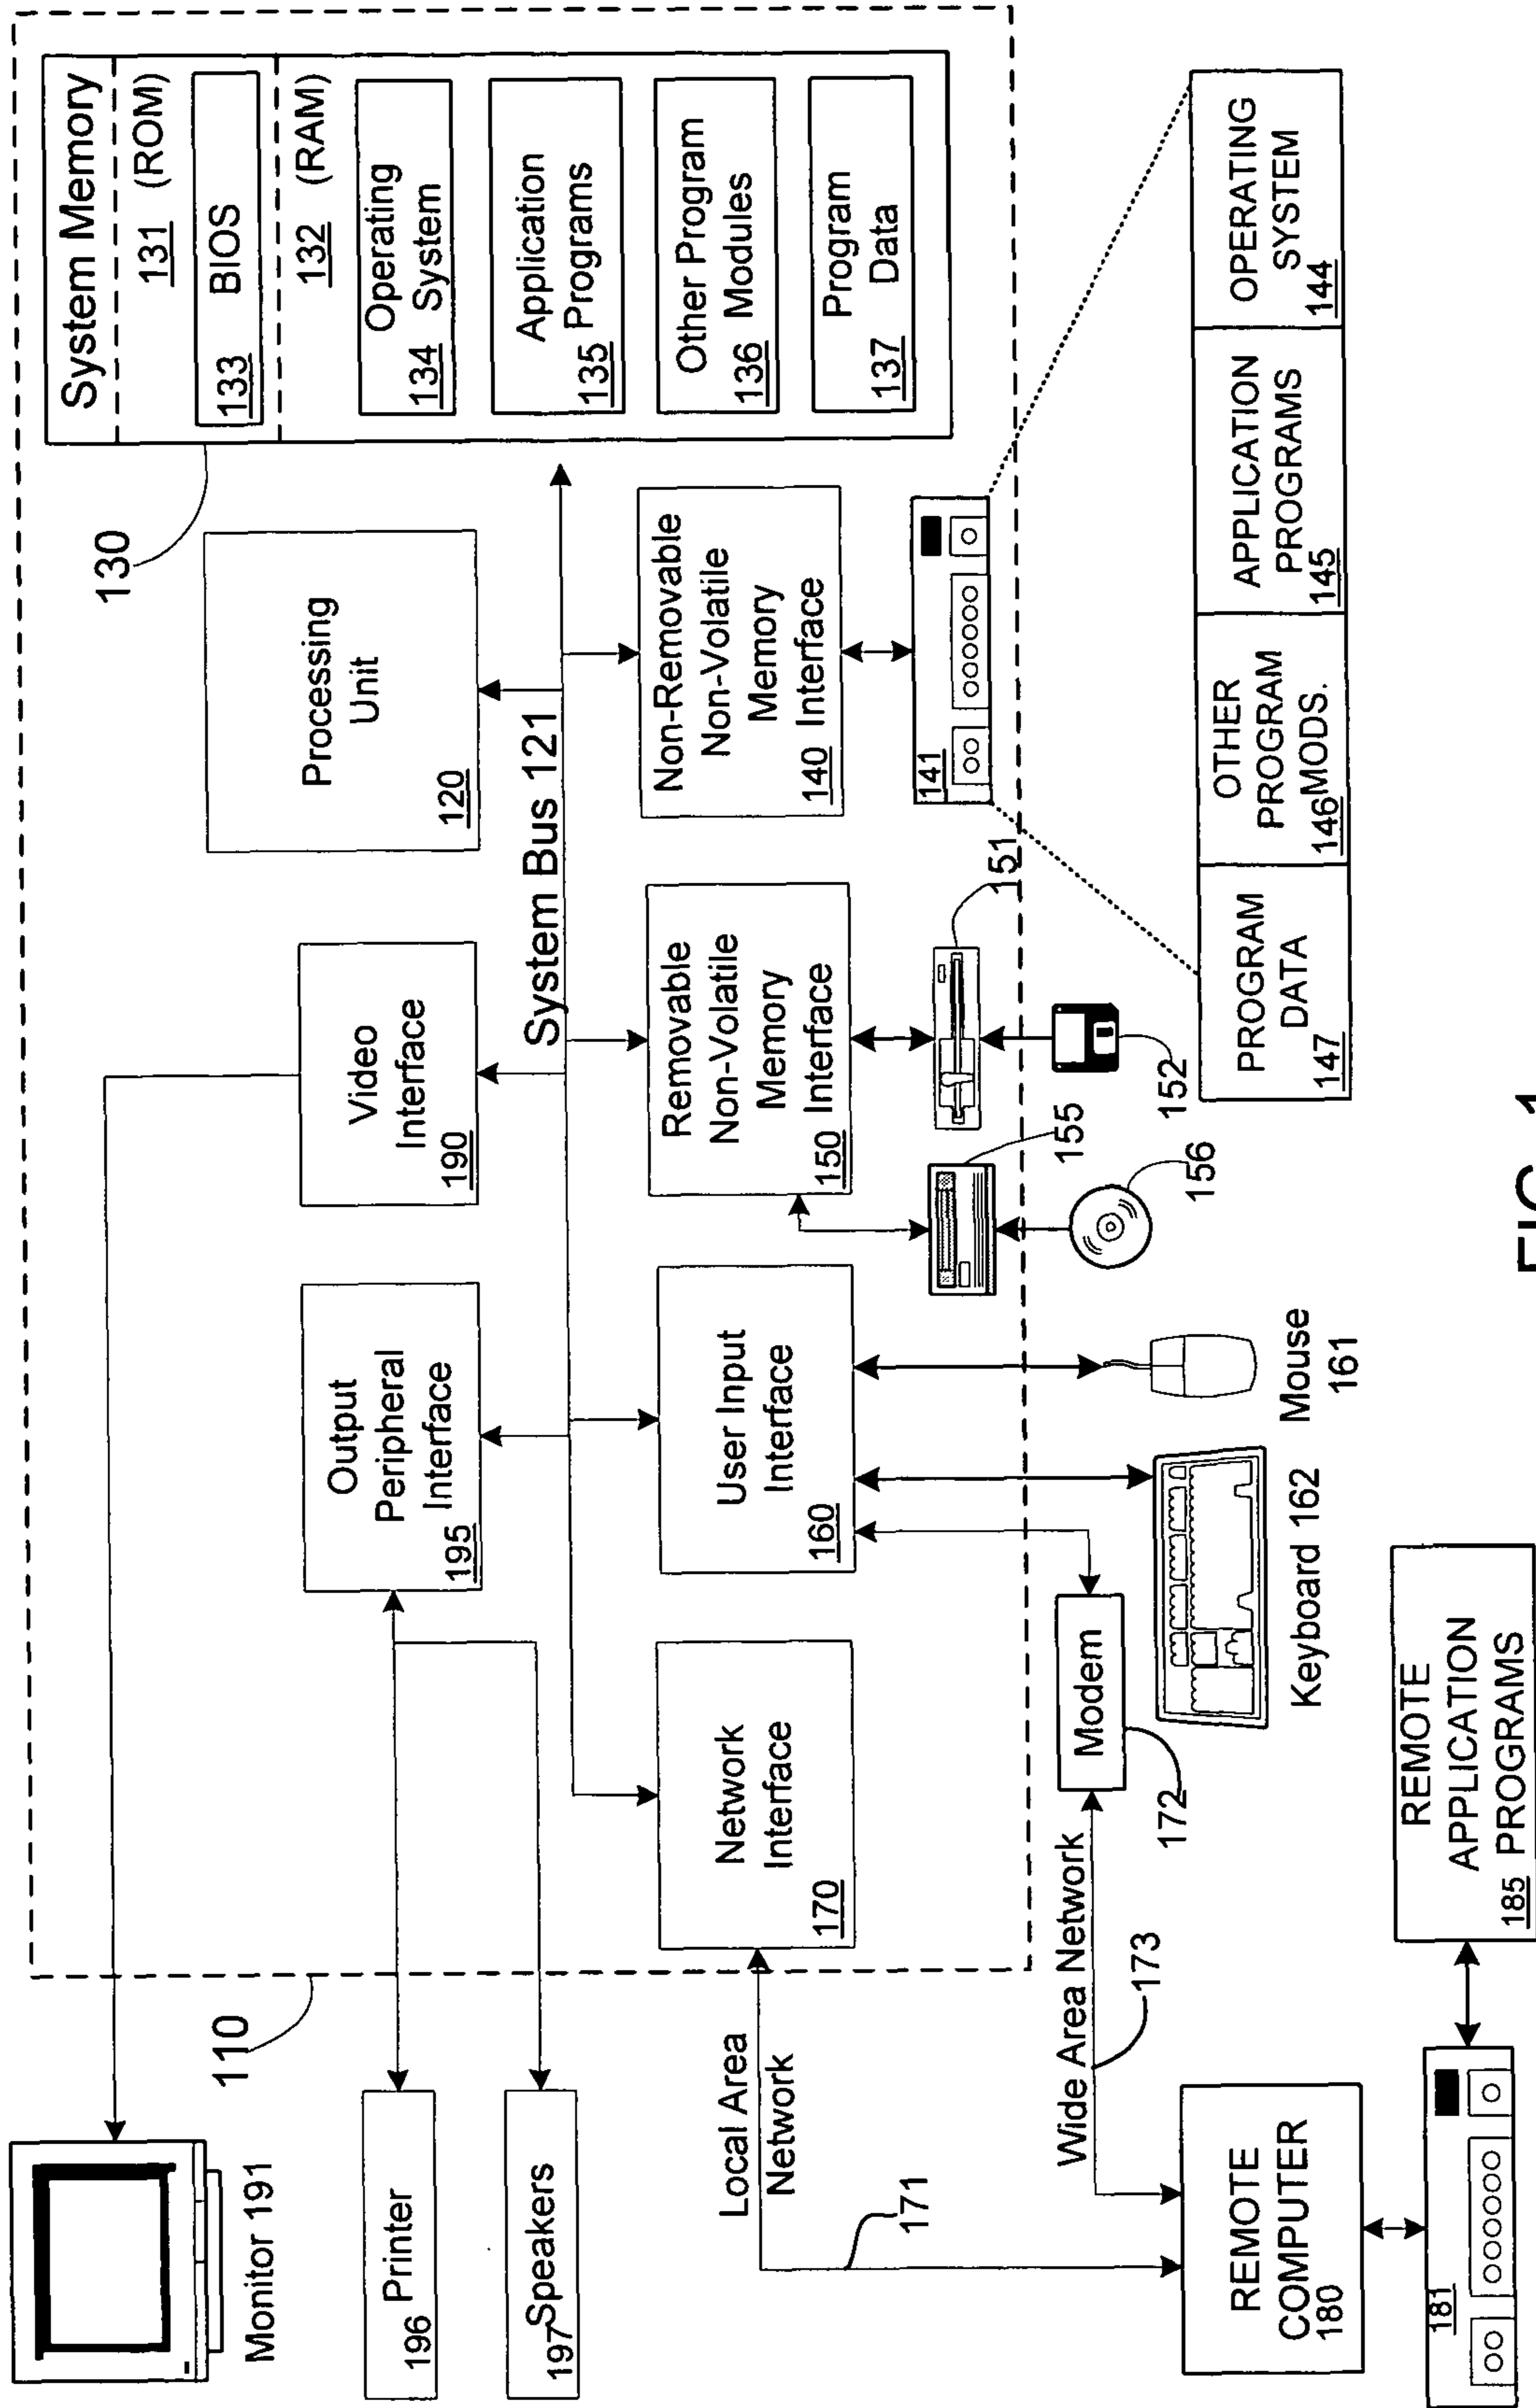 System Memory
131 (ROM)
BIOS
133
132 (RAM)
Operating
System
134
Application
Programs
135
Other Program
Modules
136
Program
Data
137
130
Processing
Unit
120
Video
Interface
190
Output
Peripheral
Interface
195
System Bus 121
Non-Removable
Non-Volatile
Memory
140 Interface
Removable
Non-Volatile
Memory
150 Interface
User Input
Interface
160
Network
Interface
170
141
151
152
155
156
110
Monitor 191
196 Printer
197 Speakers
Local Area
Network
171
Wide Area Network
173
Modem
172
Keyboard 162
Mouse
161
OPERATING
SYSTEM
144
APPLICATION
PROGRAMS
145
OTHER
PROGRAM
146 MODS.
PROGRAM
DATA
147
REMOTE
COMPUTER
180
181
REMOTE
APPLICATION
185 PROGRAMS
FIG. 1